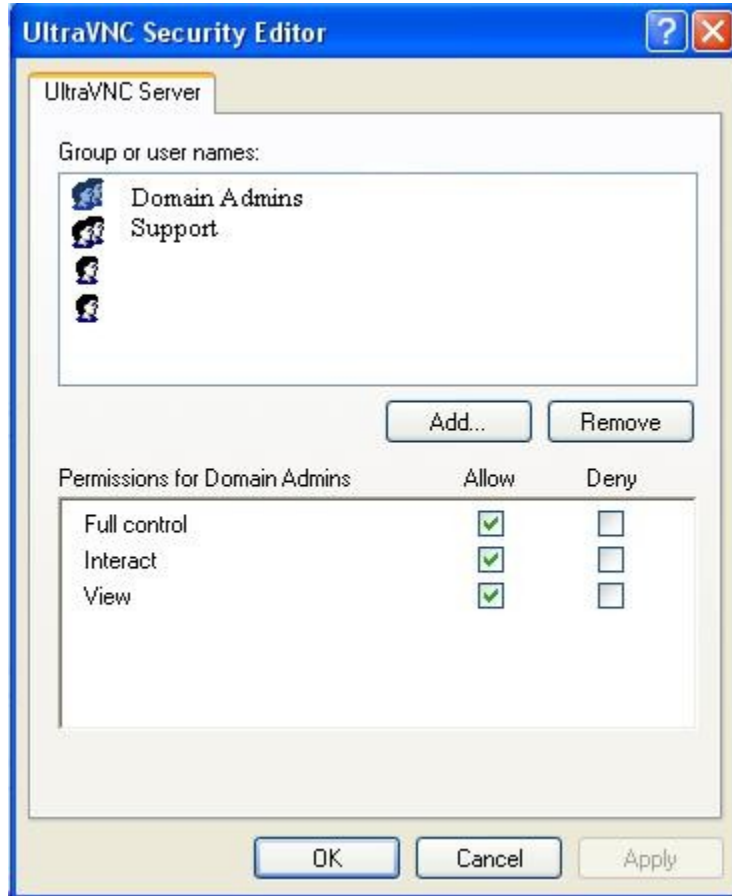 UltraVNC Security Editor
UltraVNC Server
Group or user names:
Domain Admins
Support
Add... Remove
Permissions for Domain Admins Allow Deny
Full control
Interact
View
OK Cancel Apply